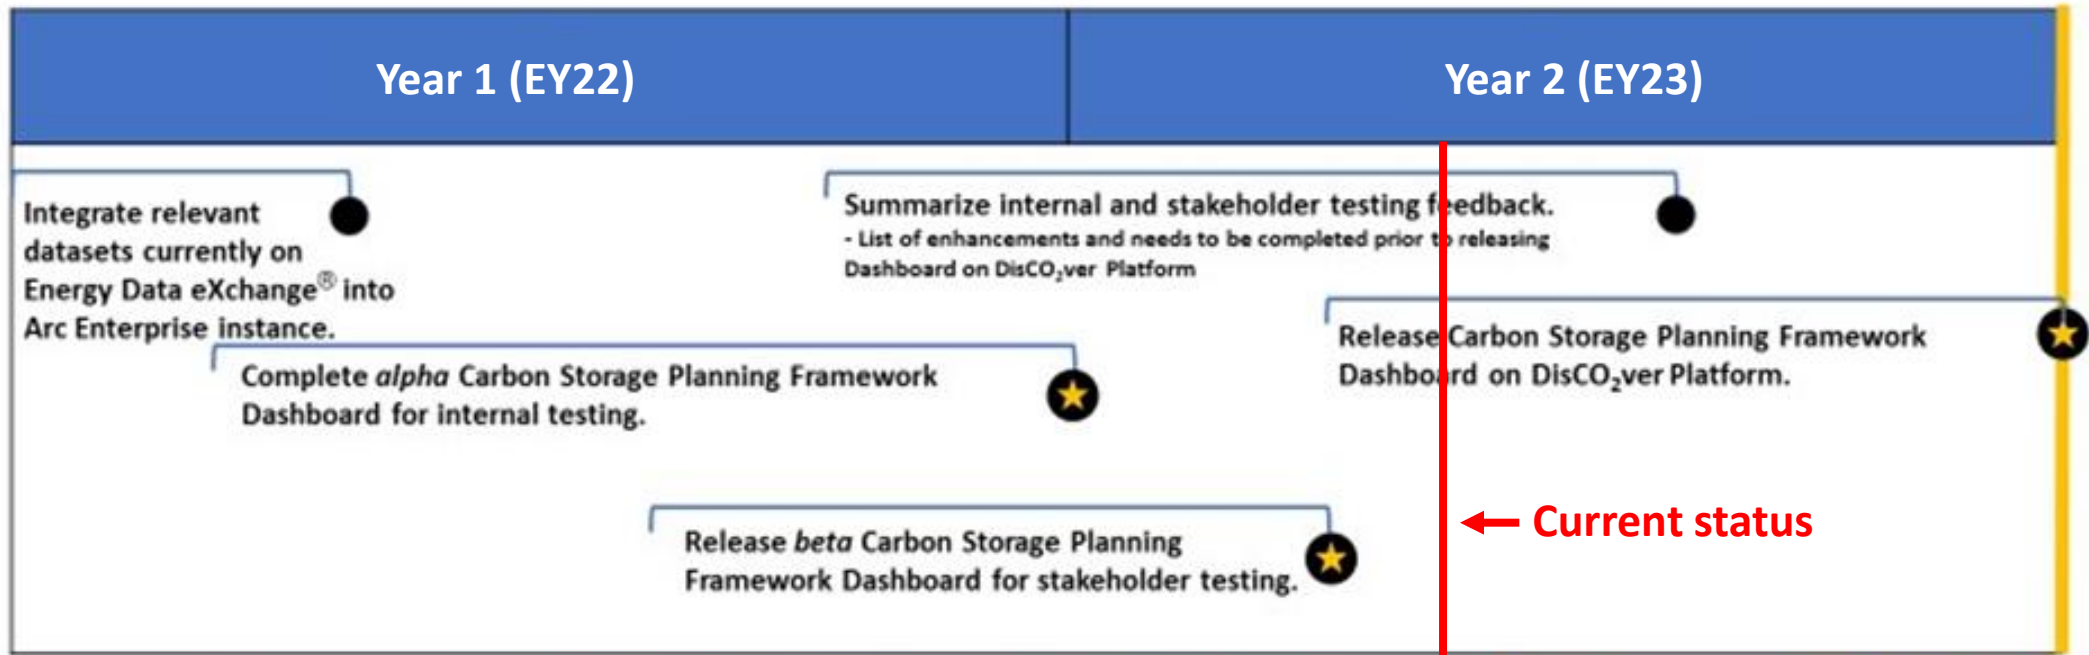 Year 1 (EY22)
Year 2 (EY23)
Integrate relevant
datasets currently on
Energy Data eXchange® into
Arc Enterprise instance.
Summarize internal and stakeholder testing feedback.
- List of enhancements and needs to be completed prior to releasing
Dashboard on DisCO₂ver Platform
Release Carbon Storage Planning Framework
Dashboard on DisCO₂ver Platform.
Complete alpha Carbon Storage Planning Framework
Dashboard for internal testing.
Release beta Carbon Storage Planning
Framework Dashboard for stakeholder testing.
Current status